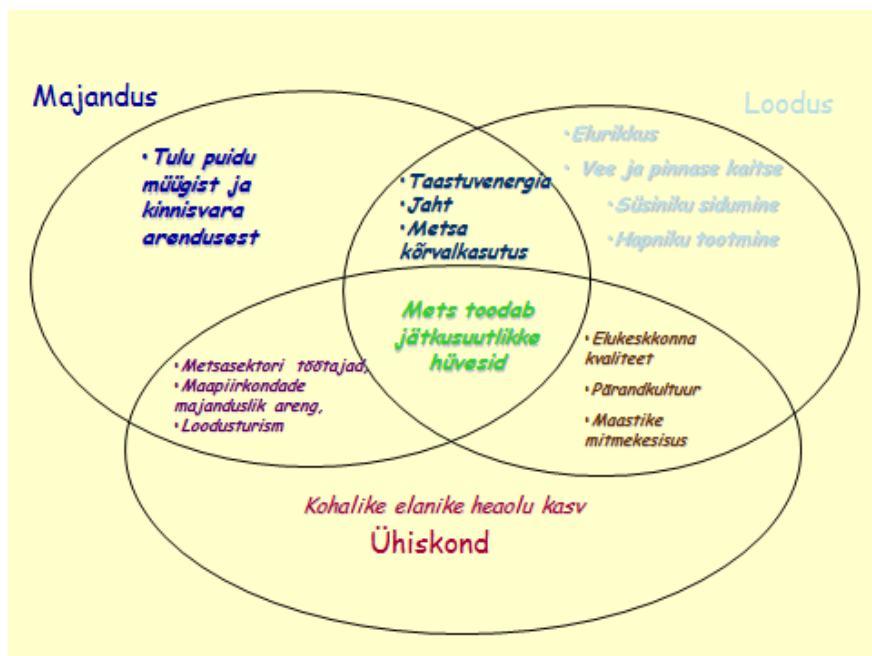 Majandus
Loodus
• Tulu puidu
müügist ja
kinnisvara
arendusest
• Taastuvenergia
• Jaht
• Metsa
kõrvalkasutus
• Elurikkus
• Vee ja pinnase kaitse
• Süsiniku sidumine
• Hapniku tootmine
Mets toodab
jätkusuutlikke
hüvesid
• Metsasektori töötajad,
• Maapiirkondade
majanduslik areng,
• Loodusturism
• Elukeskkonna
kvaliteet
• Pärandkultuur
• Maastike
mitmekesisus
Kohalike elanike heaolu kasv
Ühiskond